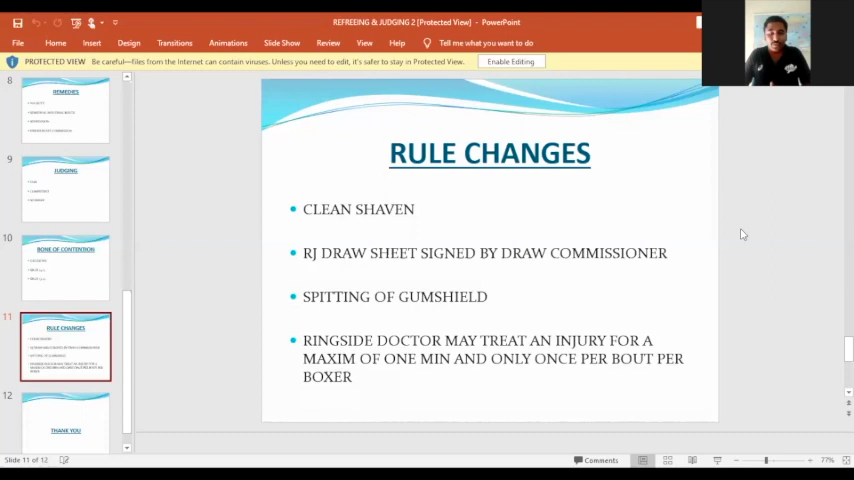 REFREEING & JUDGING 2 [Protected View] - PowerPoint
File Home Insert Design Transitions Animations Slide Show Review View Help Tell me what you want to do
PROTECTED VIEW Be careful—files from the Internet can contain viruses. Unless you need to edit, it's safer to stay in Protected View. Enable Editing
8
REMEDIES
9
JUDGING
10
BONE OF CONTENTION
11
RULE CHANGES
12
THANK YOU
RULE CHANGES
CLEAN SHAVEN
RJ DRAW SHEET SIGNED BY DRAW COMMISSIONER
SPITTING OF GUMSHIELD
RINGSIDE DOCTOR MAY TREAT AN INJURY FOR A
MAXIM OF ONE MIN AND ONLY ONCE PER BOUT PER
BOXER
Slide 11 of 12
Comments
77%